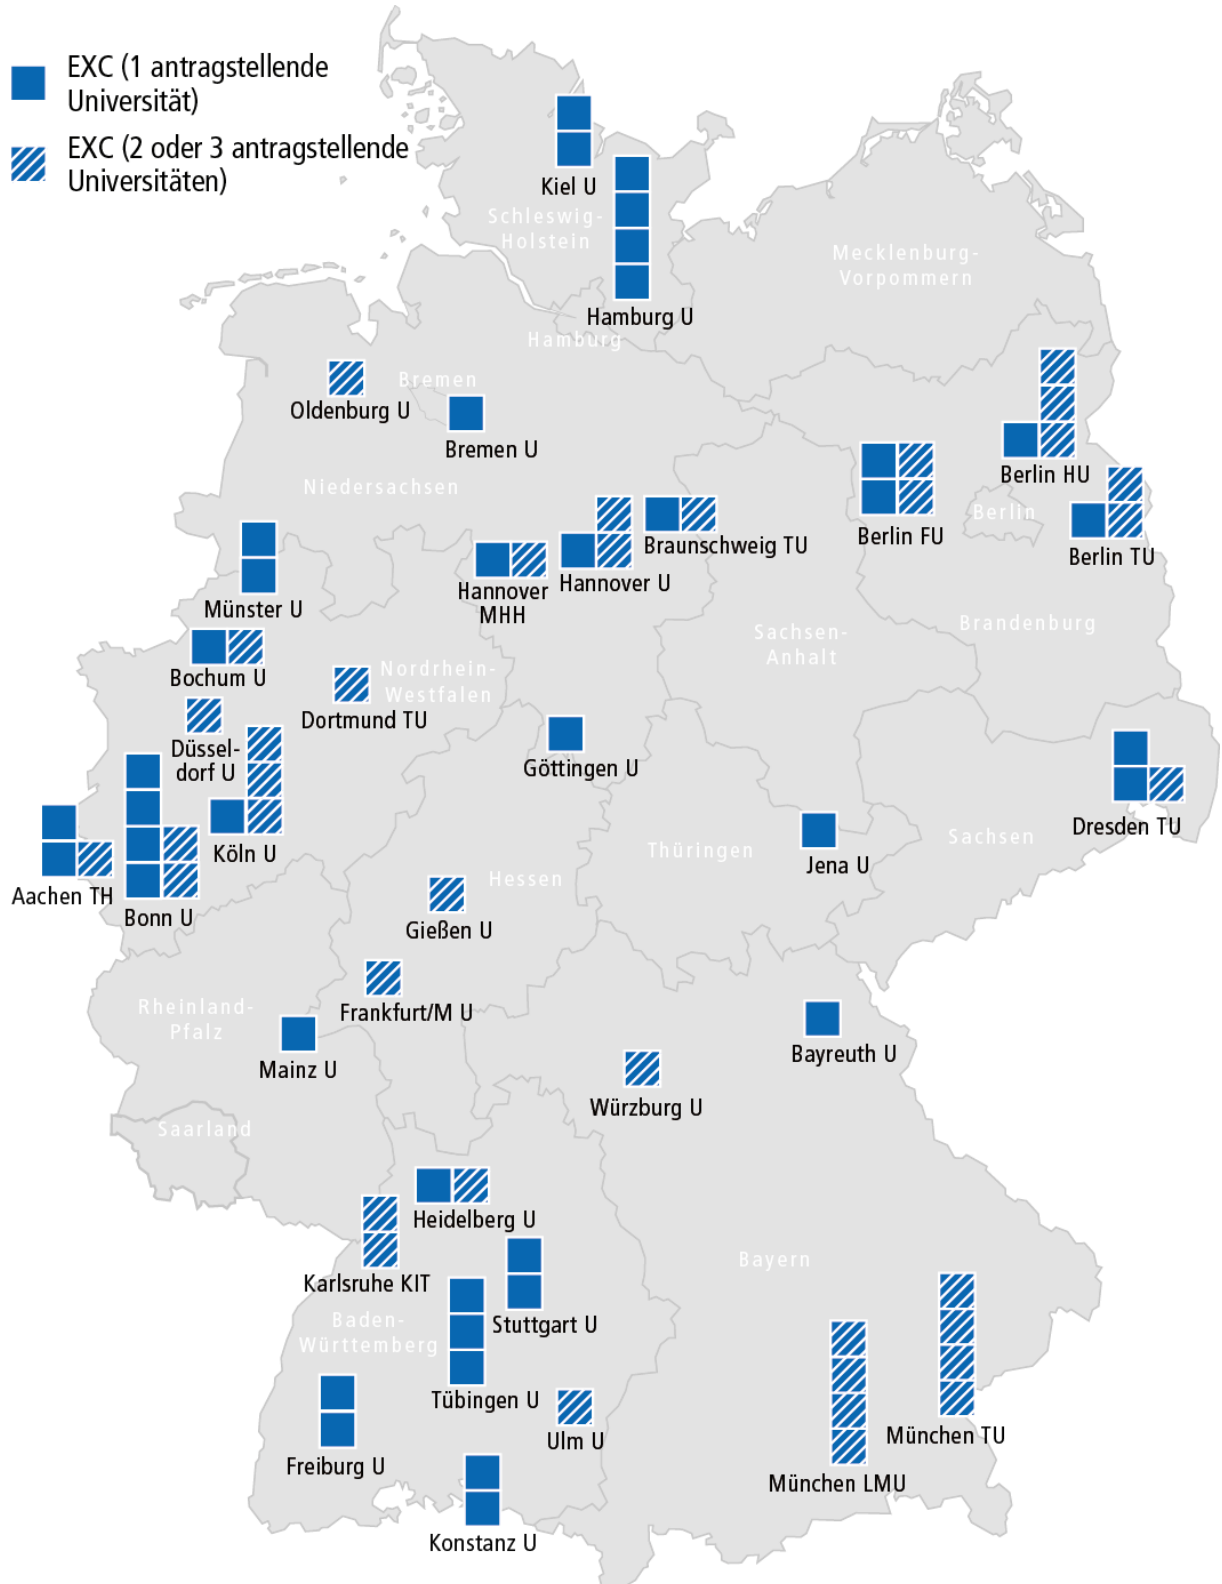 EXC (1 antragstellende
Universität)
EXC (2 oder 3 antragstellende
Universitäten)
Kiel U
Schleswig-
Holstein
Mecklenburg-
Vorpommern
Hamburg U
Hamburg
Bremen
Oldenburg U
Bremen U
Berlin HU
Niedersachsen
Berlin
Berlin FU
Braunschweig TU
Berlin TU
Hannover U
Hannover
MHH
Münster U
Brandenburg
Sachsen-
Anhalt
Bochum U
Nordrhein-
Westfalen
Dortmund TU
Düssel-
dorf U
Göttingen U
Dresden TU
Sachsen
Köln U
Thüringen
Jena U
Hessen
Aachen TH
Bonn U
Gießen U
Rheinland-
Pfalz
Frankfurt/M U
Bayreuth U
Mainz U
Würzburg U
Saarland
Heidelberg U
Bayern
Karlsruhe KIT
Baden-
Württemberg
Stuttgart U
Tübingen U
München TU
Ulm U
Freiburg U
München LMU
Konstanz U